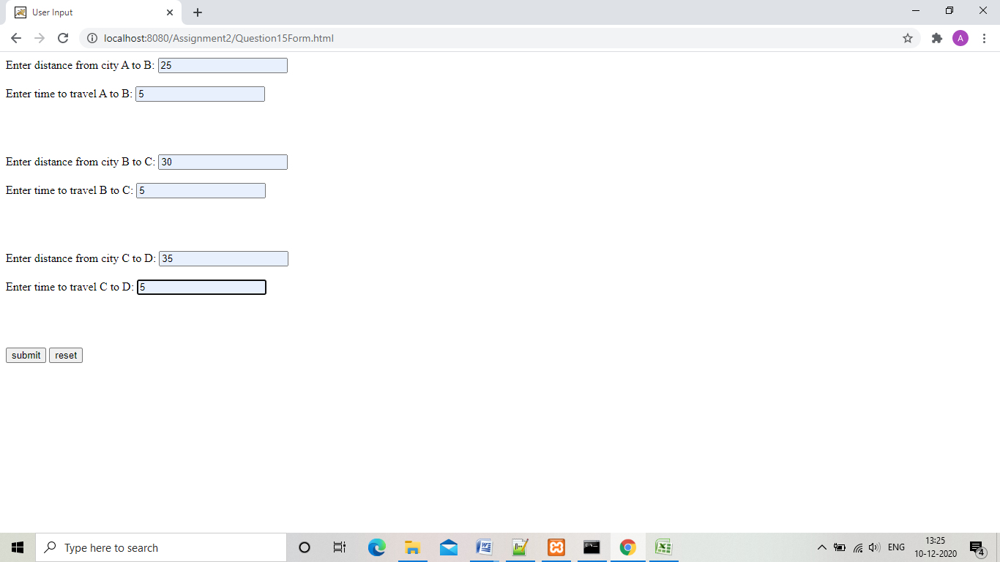 User Input
localhost:8080/Assignment2/Question15Form.html
A
Enter distance from city A to B: 25
Enter time to travel A to B: 5
Enter distance from city B to C: 30
Enter time to travel B to C: 5
Enter distance from city C to D: 35
Enter time to travel C to D: 5
submit reset
Type here to search
ENG
13:25
10-12-2020
4